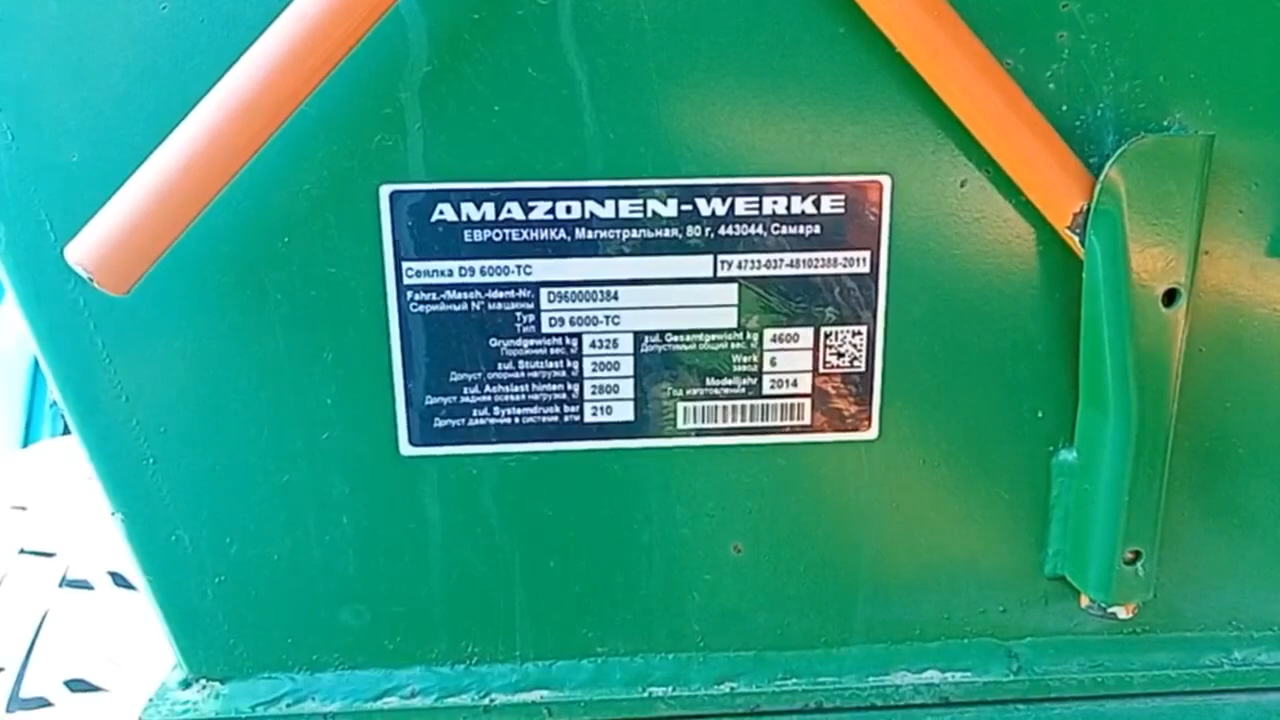 AMAZONEN-WERKE
ЕВРОТЕХНИКА, Магистральная, 80 г, 443044, Самара
Сеялка D9 6000-TC ТУ 4733-037-48102388-2011
Fahrz.-/Masch.-Ident-Nr. D960000384
Серийный N° машины
Typ D9 6000-TC
Тип
Grundgewicht kg 4325 zul. Gesamtgewicht kg 4600
Порожний вес, кг Допустимый общий вес, кг
zul. Stützlast kg 2000 Werk 6
Допуст. опорная нагрузка, кг завод
zul. Achslast hinten kg 2800 Modelljahr 2014
Допуст задняя осевая нагрузка, кг Год изготовления
zul. Systemdruck bar 210
Допуст давление в системе, атм